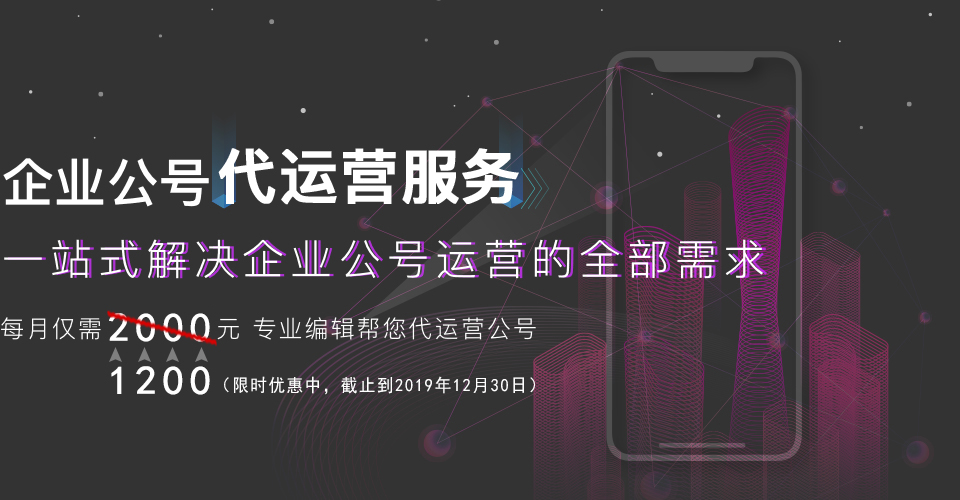 企业公号代运营服务
一站式解决企业公号运营的全部需求
每月仅需2000元 专业编辑帮您代运营公号
1200（限时优惠中，截止到2019年12月30日）